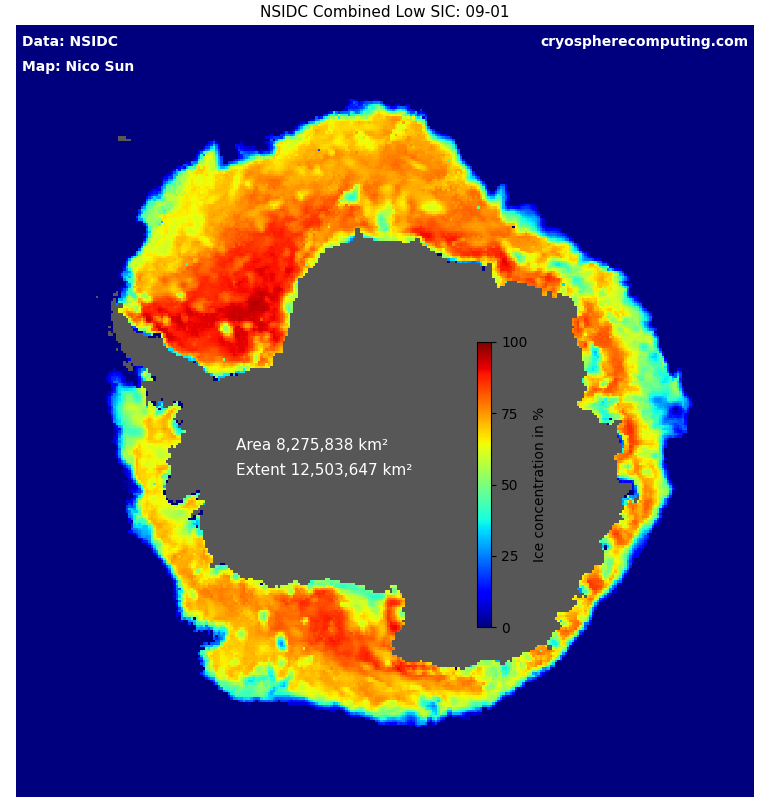 NSIDC Combined Low SIC: 09-01
Data: NSIDC
cryospherecomputing.com
Map: Nico Sun
100
75
50
25
0
Ice concentration in %
Area 8,275,838 km²
Extent 12,503,647 km²